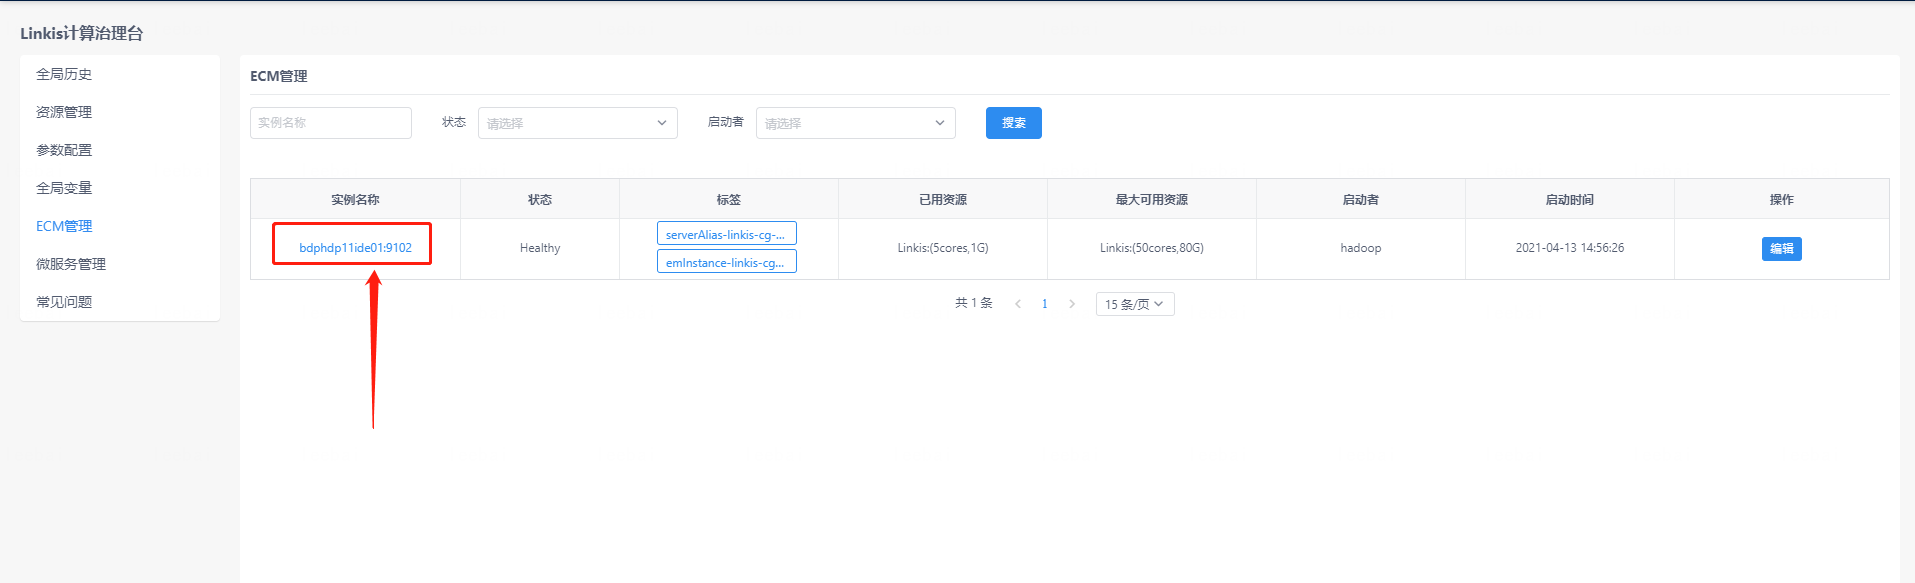 Linkis计算治理台
全局历史
资源管理
参数配置
全局变量
ECM管理
微服务管理
常见问题
ECM管理
实例名称 状态 请选择 启动者 请选择 搜索
实例名称 状态 标签 已用资源 最大可用资源 启动者 启动时间 操作
bdphdp11ide01:9102 Healthy serverAlias-linkis-cg-... Linkis:(5cores,1G) Linkis:(50cores,80G) hadoop 2021-04-13 14:56:26 编辑
emInstance-linkis-cg...
共 1 条 1 15 条/页